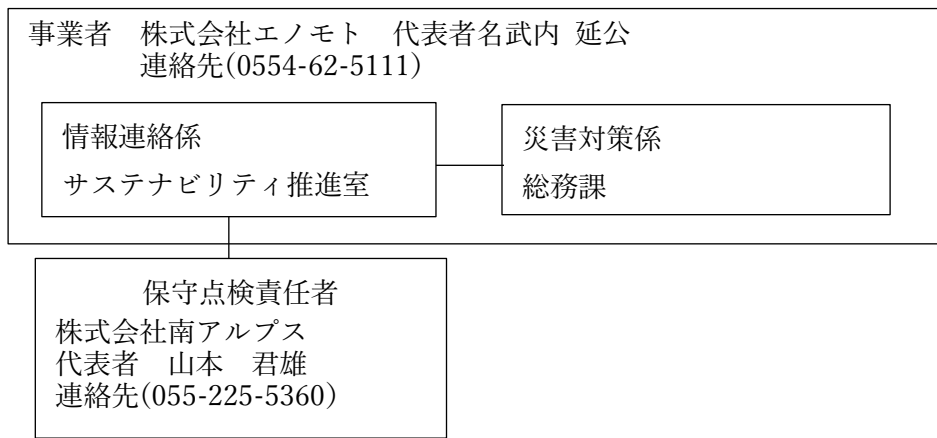 事業者　株式会社エノモト　代表者名武内 延公
連絡先(0554-62-5111)
情報連絡係
サステナビリティ推進室
災害対策係
総務課
保守点検責任者
株式会社南アルプス
代表者　山本　君雄
連絡先(055-225-5360)